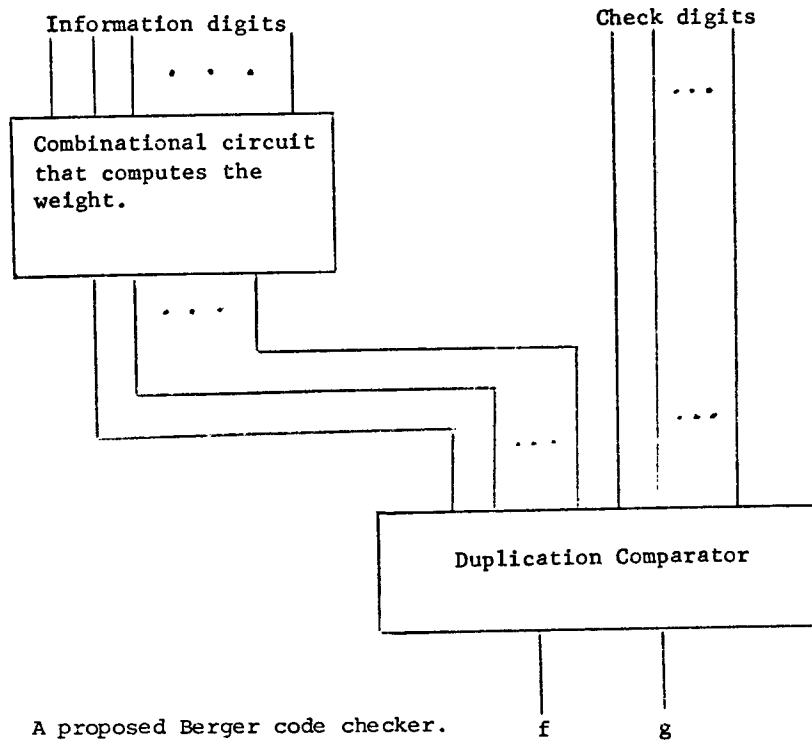 Information digits
Check digits
Combinational circuit
that computes the
weight.
Duplication Comparator
A proposed Berger code checker.
f
g